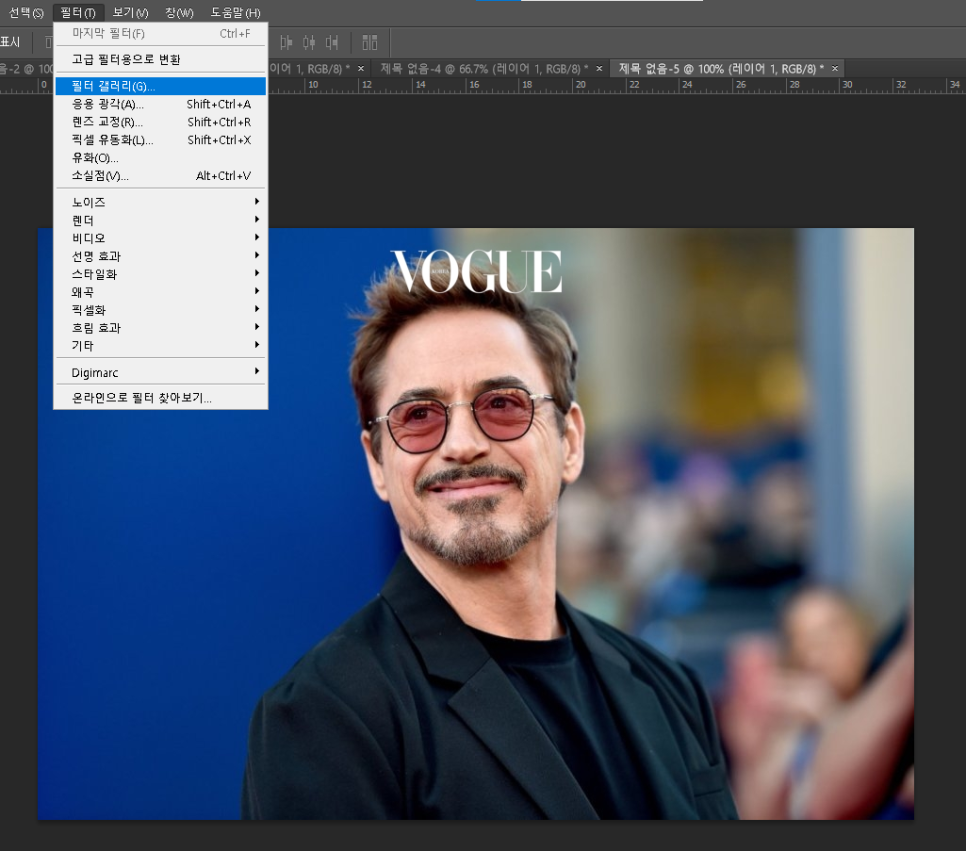 선택(S) 필터(T) 보기(V) 창(W) 도움말(H)
표시
마지막 필터(F) Ctrl+F
고급 필터용으로 변환
필터 갤러리(G)...
응용 광각(A)... Shift+Ctrl+A
렌즈 교정(R)... Shift+Ctrl+R
픽셀 유동화(L)... Shift+Ctrl+X
유화(O)...
소실점(V)... Alt+Ctrl+V
노이즈
렌더
비디오
선명 효과
스타일화
왜곡
픽셀화
흐림 효과
기타
Digimarc
온라인으로 필터 찾아보기...
음-2 @ 100 이어 1, RGB/8) * × 제목 없음-4 @ 66.7% (레이어 1, RGB/8) * × 제목 없음-5 @ 100% (레이어 1, RGB/8) * ×
0 10 12 14 16 18 20 22 24 26 28 30 32 34
VOGUE